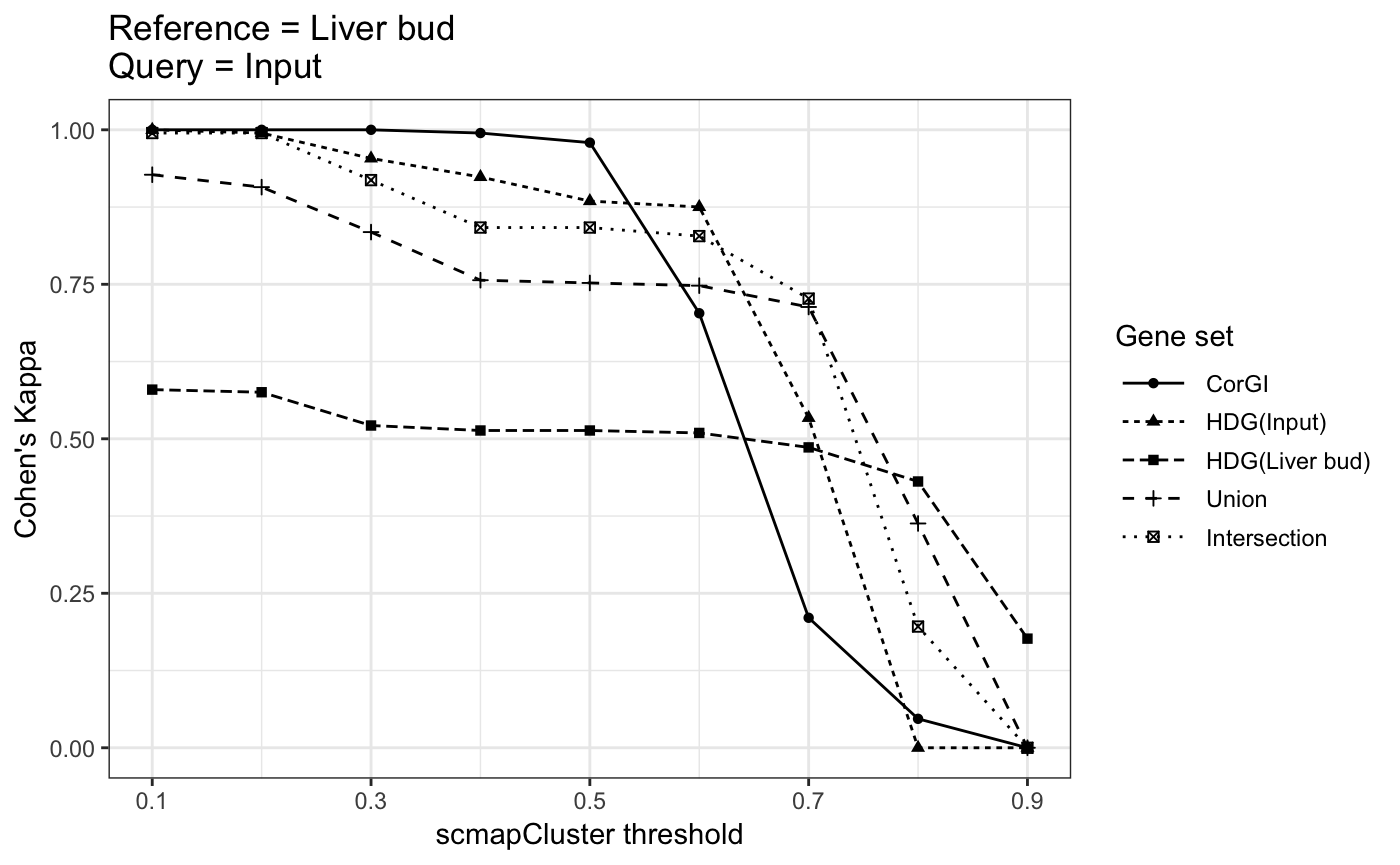 Reference = Liver bud
Query = Input
1.00
0.75
0.50
0.25
0.00
Cohen's Kappa
0.1
0.3
0.5
0.7
0.9
scmapCluster threshold
Gene set
CorGI
HDG(Input)
HDG(Liver bud)
Union
Intersection